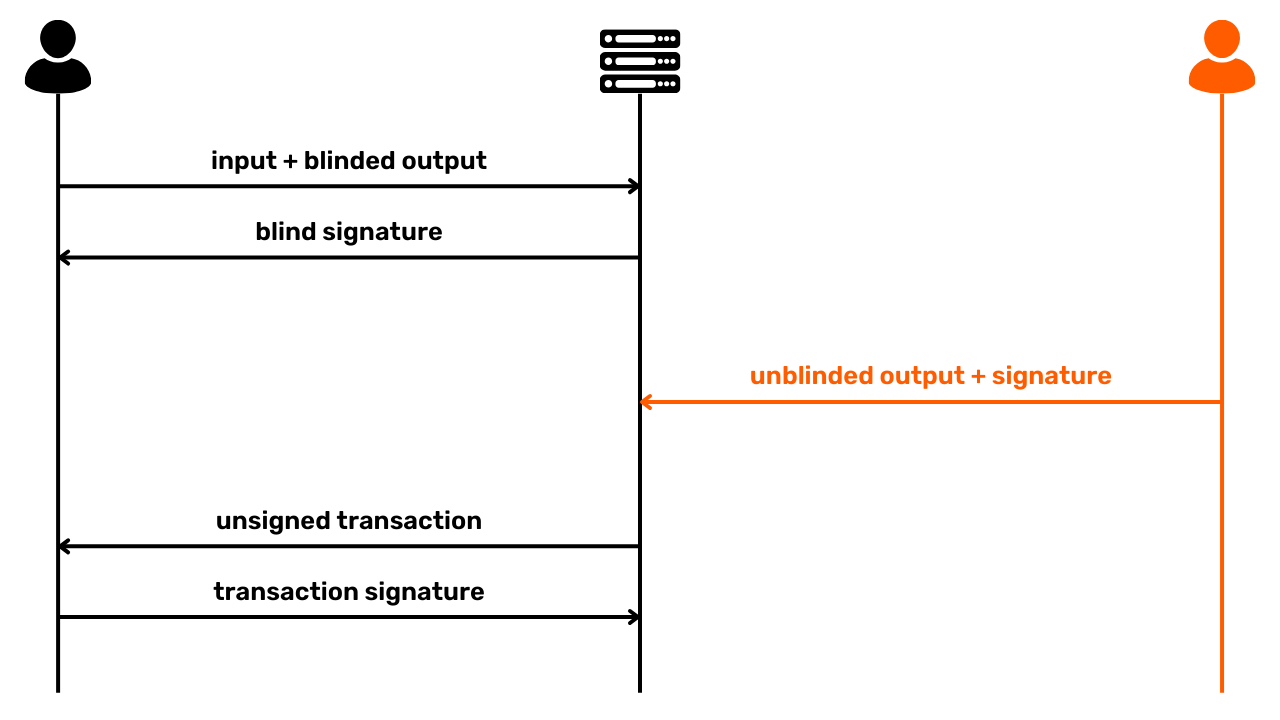 input + blinded output
blind signature
unblinded output + signature
unsigned transaction
transaction signature